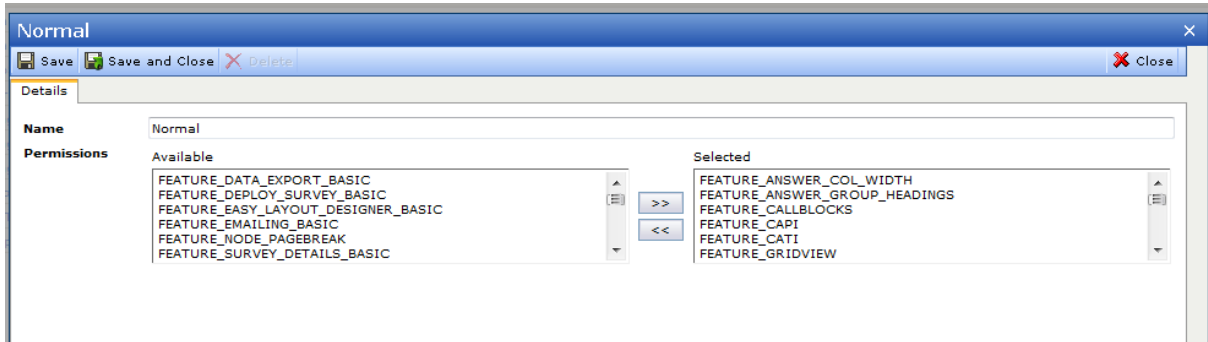 Normal
Save Save and Close Delete Close
Details
Name Normal
Permissions Available Selected
FEATURE_DATA_EXPORT_BASIC
FEATURE_DEPLOY_SURVEY_BASIC
FEATURE_EASY_LAYOUT_DESIGNER_BASIC
FEATURE_EMAILING_BASIC
FEATURE_NODE_PAGEBREAK
FEATURE_SURVEY_DETAILS_BASIC
>>
<<
FEATURE_ANSWER_COL_WIDTH
FEATURE_ANSWER_GROUP_HEADINGS
FEATURE_CALLBLOCKS
FEATURE_CAPI
FEATURE_CATI
FEATURE_GRIDVIEW